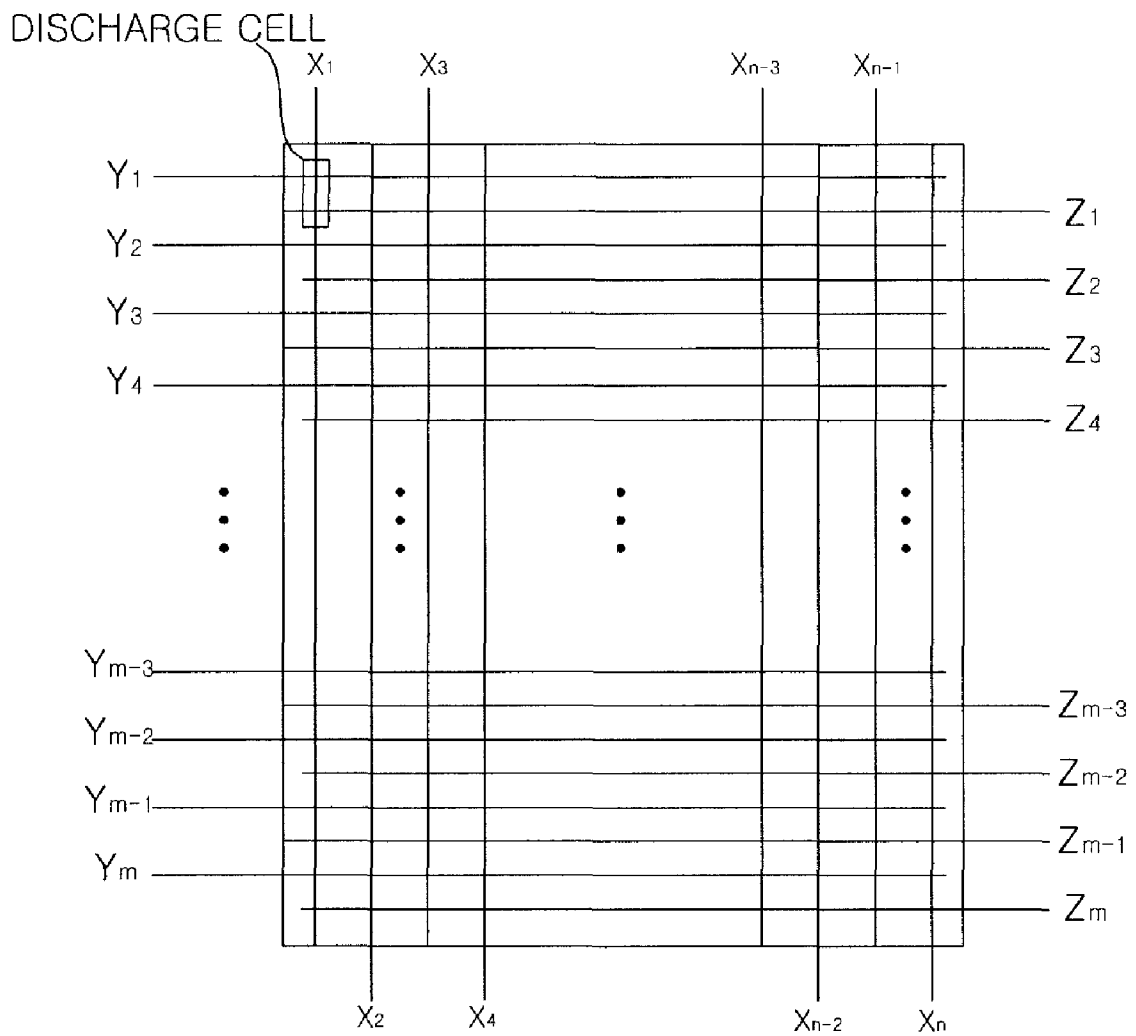 DISCHARGE CELL
X1 X3 Xn-3 Xn-1
Y1
Z1
Y2
Z2
Y3
Z3
Y4
Z4
Ym-3
Zm-3
Ym-2
Zm-2
Ym-1
Zm-1
Ym
Zm
X2 X4 Xn-2 Xn